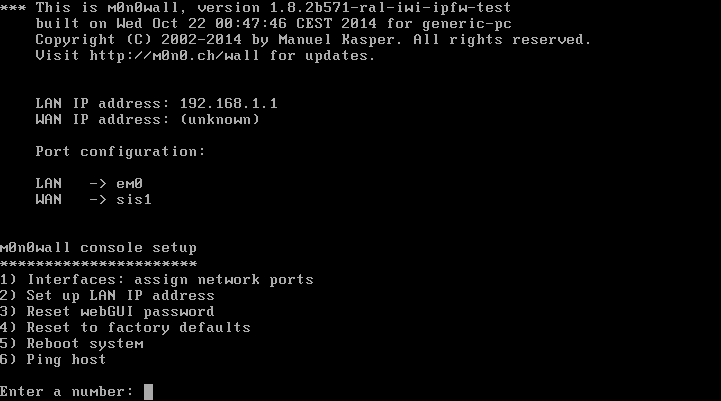 *** This is m0n0wall, version 1.8.2b571-ral-iwi-ipfw-test
built on Wed Oct 22 00:47:46 CEST 2014 for generic-pc
Copyright (C) 2002-2014 by Manuel Kasper. All rights reserved.
Visit http://m0n0.ch/wall for updates.
LAN IP address: 192.168.1.1
WAN IP address: (unknown)
Port configuration:
LAN   -> em0
WAN   -> sis1
m0n0wall console setup
**********************
1) Interfaces: assign network ports
2) Set up LAN IP address
3) Reset webGUI password
4) Reset to factory defaults
5) Reboot system
6) Ping host
Enter a number: